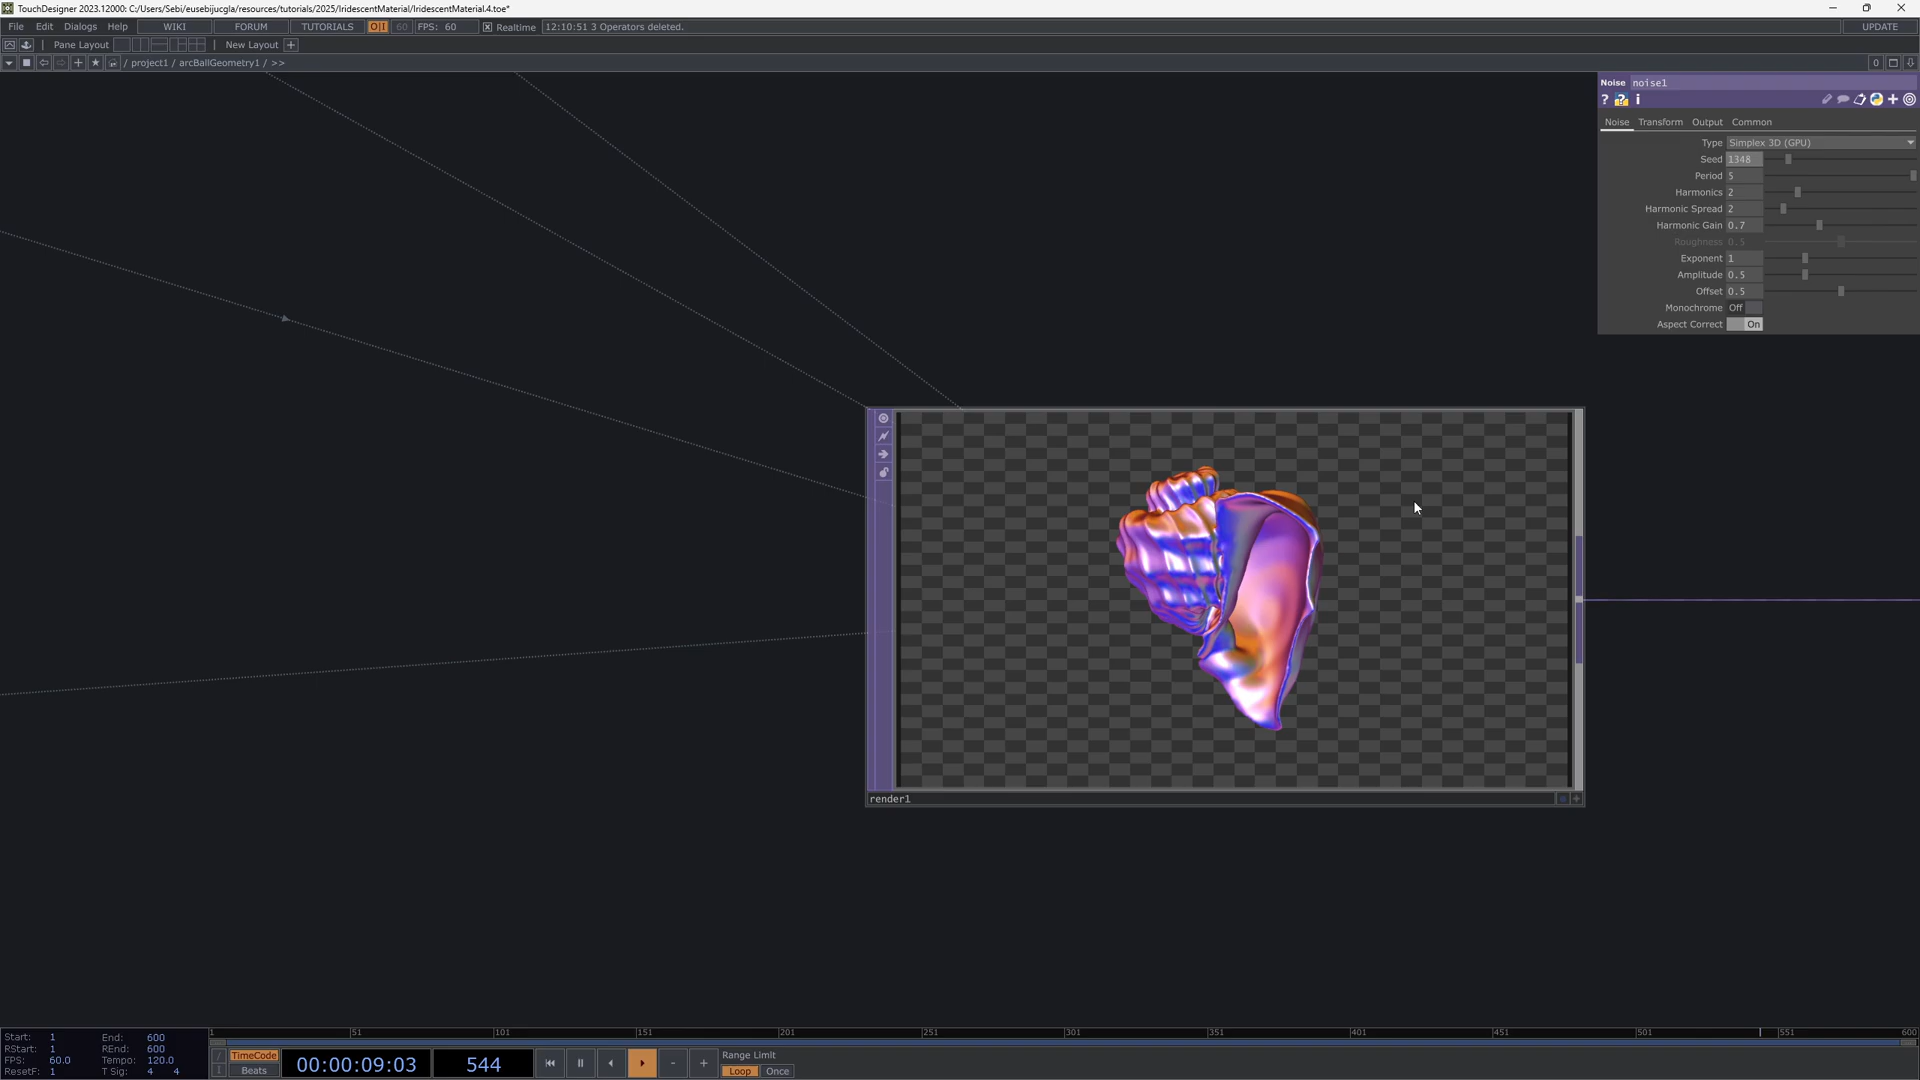 TouchDesigner 2023.12000: C:/Users/Sebi/eusebijucgla/resources/tutorials/2025/IridescentMaterial/IridescentMaterial.4.toe*
File Edit Dialogs Help WIKI FORUM TUTORIALS O|I 60 FPS: 60 Realtime 12:10:51 3 Operators deleted. UPDATE
Pane Layout New Layout +
/ project1 / arcBallGeometry1 / >> 0
Noise noise1
? ? i
Noise Transform Output Common
Type Simplex 3D (GPU)
Seed 1348
Period 5
Harmonics 2
Harmonic Spread 2
Harmonic Gain 0.7
Roughness 0.5
Exponent 1
Amplitude 0.5
Offset 0.5
Monochrome Off
Aspect Correct On
render1
1 51 101 151 201 251 301 351 401 451 501 551 600
Start: 1 End: 600
RStart: 1 REnd: 600
FPS: 60.0 Tempo: 120.0
ResetF: 1 T Sig: 4 4
TimeCode
Beats
00:00:09:03 544
- +
Range Limit
Loop Once